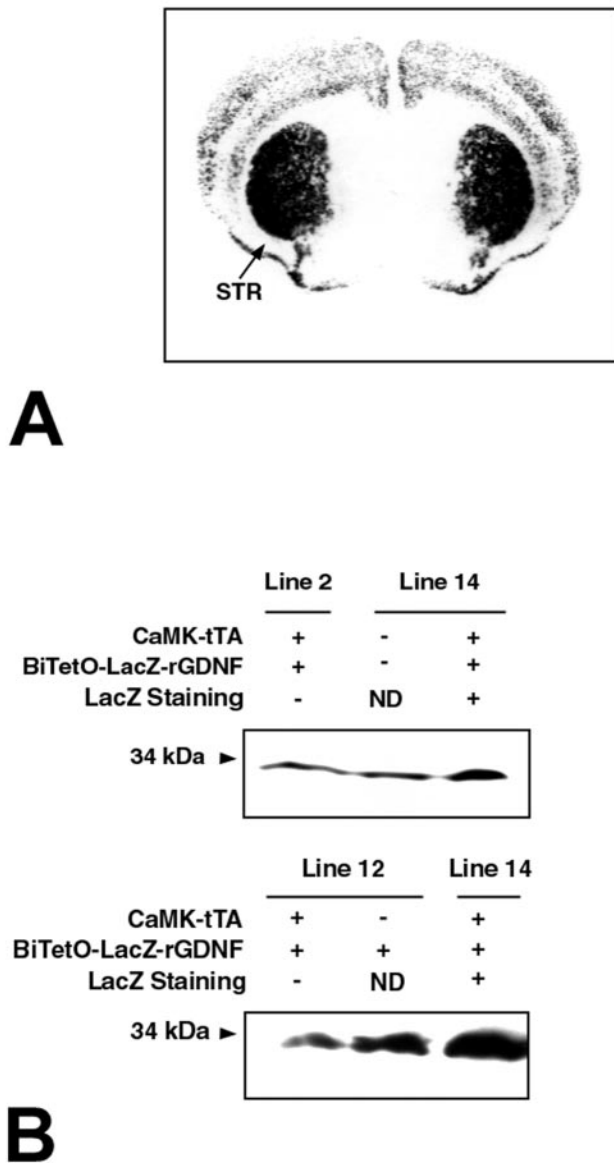 STR
A
Line 2 Line 14
CaMK-tTA + - +
BiTetO-LacZ-rGDNF + - +
LacZ Staining - ND +
34 kDa ►
Line 12 Line 14
CaMK-tTA + - +
BiTetO-LacZ-rGDNF + + +
LacZ Staining - ND +
34 kDa ►
B